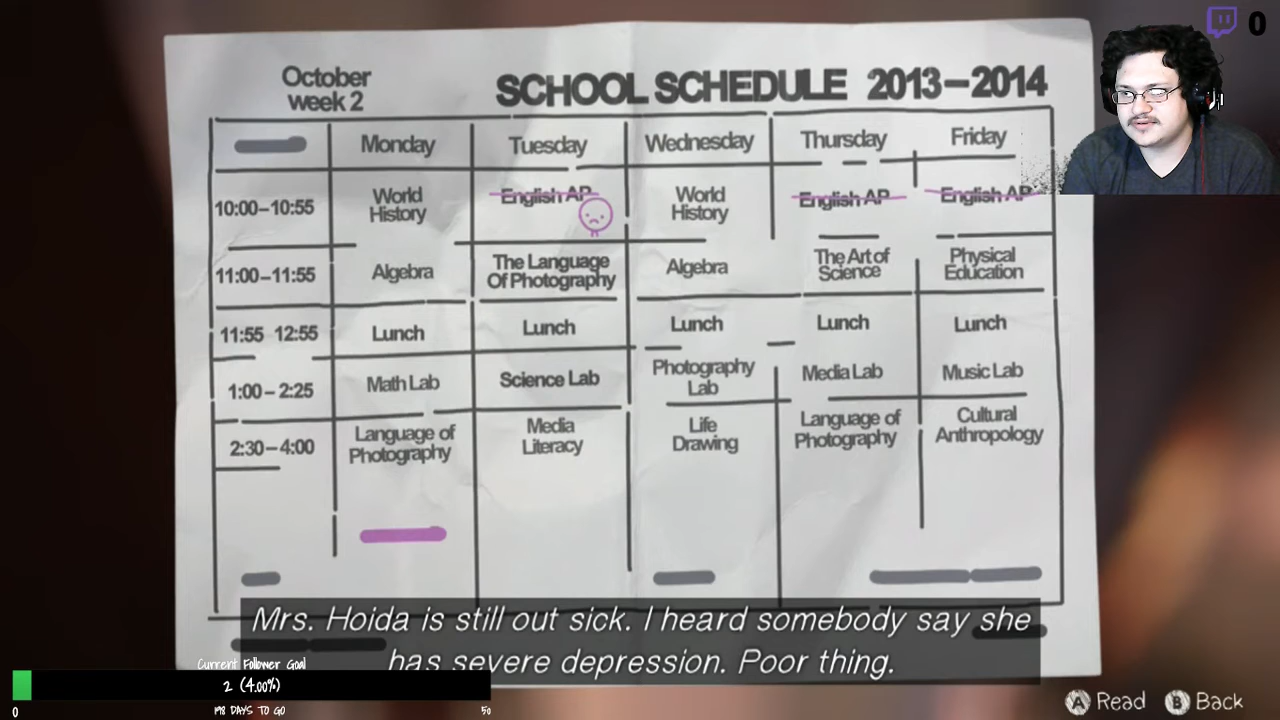 0
October
week 2
SCHOOL SCHEDULE 2013-2014
Monday Tuesday Wednesday Thursday Friday
10:00-10:55 World History English AP World History English AP English AP
11:00-11:55 Algebra The Language Of Photography Algebra The Art of Science Physical Education
11:55 12:55 Lunch Lunch Lunch Lunch Lunch
1:00-2:25 Math Lab Science Lab Photography Lab Media Lab Music Lab
2:30-4:00 Language of Photography Media Literacy Life Drawing Language of Photography Cultural Anthropology
Mrs. Hoida is still out sick. I heard somebody say she
has severe depression. Poor thing.
Current Follower Goal
2 (4.00%)
0 198 DAYS TO GO 50
A Read B Back